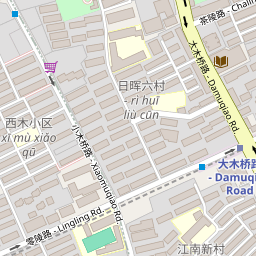 茶陵路 - Chalin
大木桥路 - Damuqiao Rd.
日晖六村
- rì huī
liù cūn
西木小区
xī mù xiǎo
qū
小木桥路 - Xiaomuqiao Rd.
大木桥路
- Damuqiao
Road
零陵路 - Lingling Rd.
江南新村